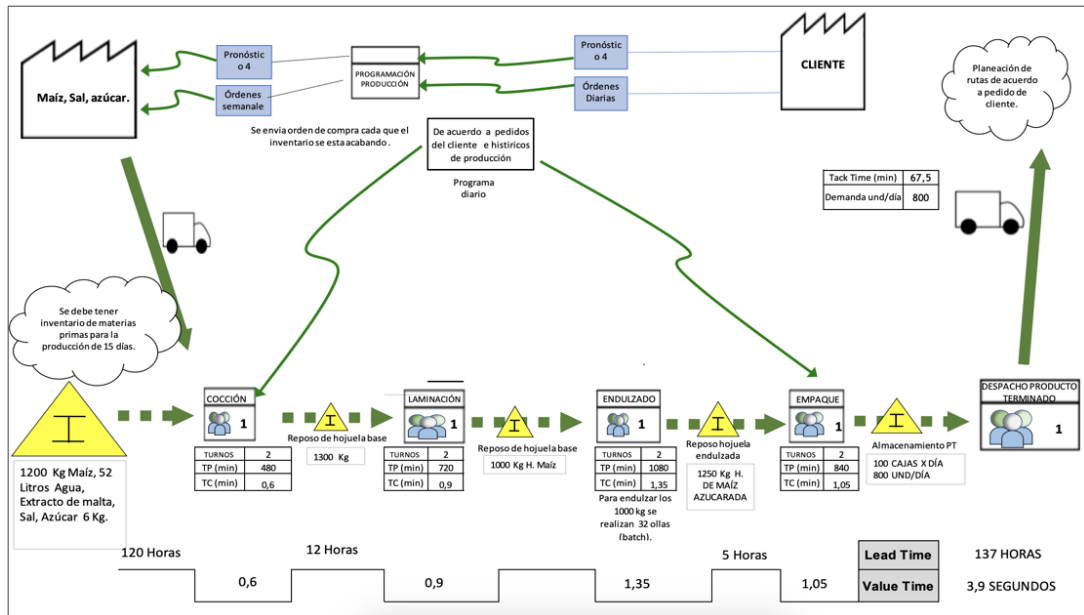 Pronóstic
o 4
Órdenes
semanale
Maíz, Sal, azúcar.
PROGRAMACIÓN
PRODUCCIÓN
Pronóstic
o 4
Órdenes
Diarias
CLIENTE
Planeación de
rutas de acuerdo
a pedido de
cliente.
Se envia orden de compra cada que el
inventario se esta acabando .
De acuerdo a pedidos
del cliente e histiricos
de producción
Programa
diario
Tack Time (min) 67,5
Demanda und/día 800
Se debe tener
inventario de materias
primas para la
producción de 15 días.
I
1200 Kg Maíz, 52
Litros Agua,
Extracto de malta,
Sal, Azúcar 6 Kg.
COCCIÓN
1
TURNOS 2
TP (min) 480
TC (min) 0,6
I
Reposo de hojuela base
1300 Kg
LAMINACIÓN
1
TURNOS 2
TP (min) 720
TC (min) 0,9
I
Reposo de hojuela base
1000 Kg H. Maíz
ENDULZADO
1
TURNOS 2
TP (min) 1080
TC (min) 1,35
Para endulzar los
1000 kg se
realizan 32 ollas
(batch).
I
Reposo hojuela
endulzada
1250 Kg H.
DE MAÍZ
AZUCARADA
EMPAQUE
1
TURNOS 2
TP (min) 840
TC (min) 1,05
I
Almacenamiento PT
100 CAJAS X DÍA
800 UND/DÍA
DESPACHO PRODUCTO
TERMINADO
1
120 Horas
0,6
12 Horas
0,9
1,35
5 Horas
1,05
Lead Time 137 HORAS
Value Time 3,9 SEGUNDOS